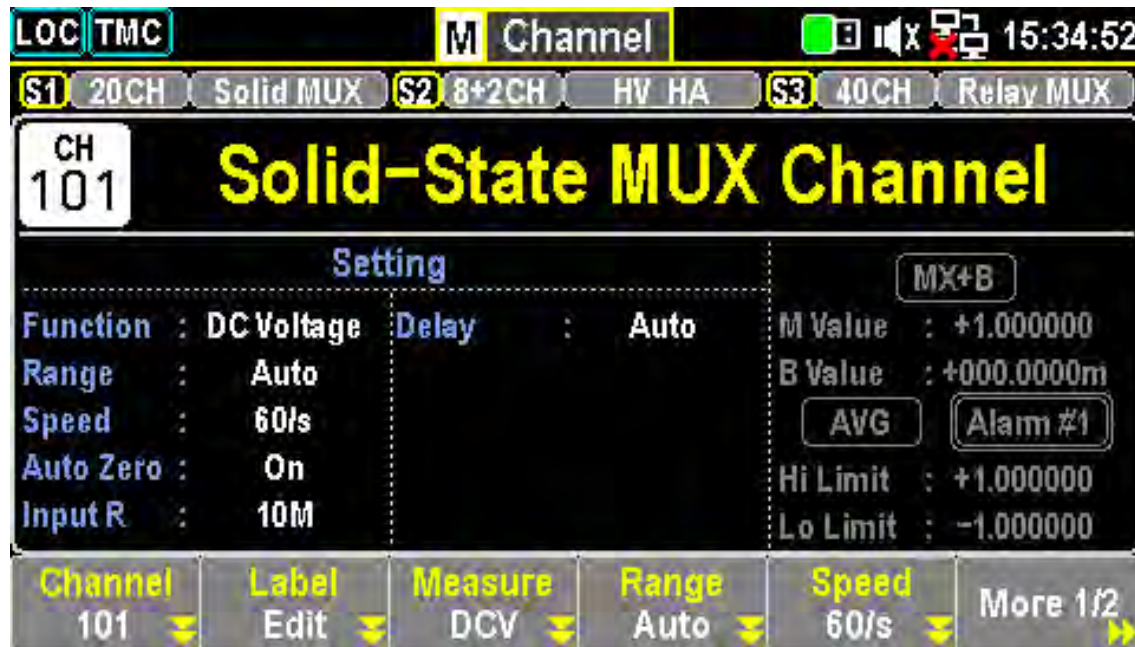 LOC TMC M Channel 15:34:52
S1 20CH Solid MUX S2 8+2CH HV HA S3 40CH Relay MUX
CH
101
Solid-State MUX Channel
Setting
Function : DC Voltage
Range : Auto
Speed : 60/s
Auto Zero : On
Input R : 10M
Delay : Auto
MX+B
M Value : +1.000000
B Value : +000.0000m
AVG Alarm #1
Hi Limit : +1.000000
Lo Limit : -1.000000
Channel
101
Label
Edit
Measure
DCV
Range
Auto
Speed
60/s
More 1/2